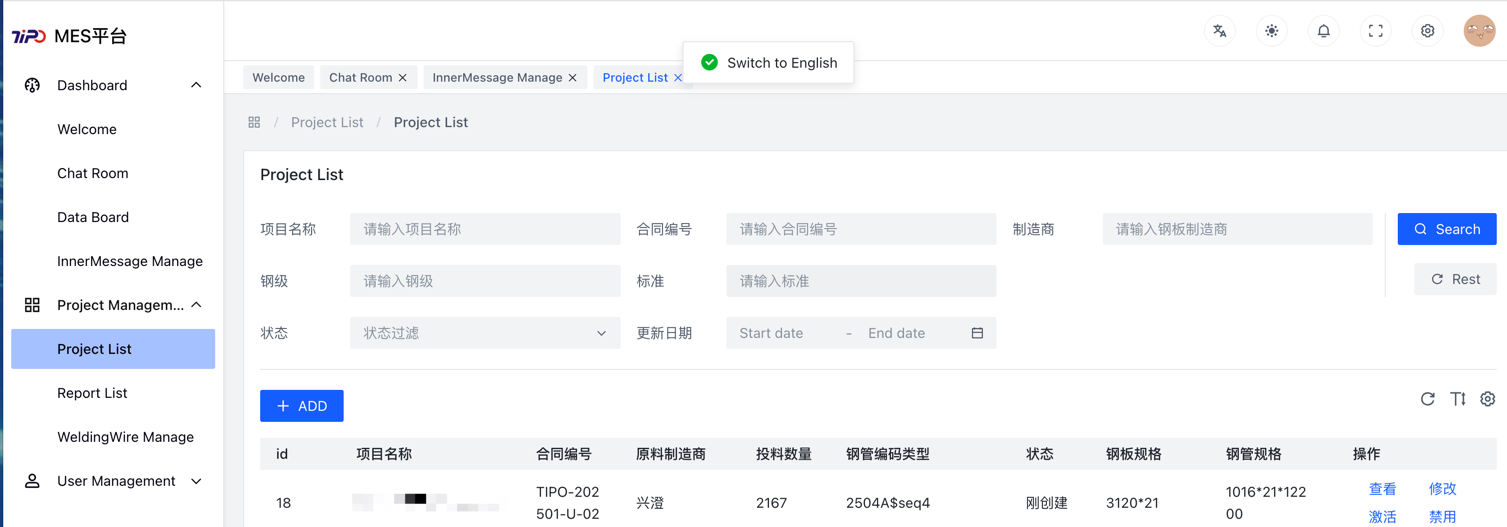 TIPO MES平台
Switch to English
Welcome Chat Room InnerMessage Manage Project List
Dashboard
Welcome
Chat Room
Data Board
InnerMessage Manage
Project Managem...
Project List
Report List
WeldingWire Manage
User Management
/ Project List / Project List
Project List
项目名称 请输入项目名称 合同编号 请输入合同编号 制造商 请输入钢板制造商 Search
钢级 请输入钢级 标准 请输入标准 Rest
状态 状态过滤 更新日期 Start date - End date
+ ADD
id 项目名称 合同编号 原料制造商 投料数量 钢管编码类型 状态 钢板规格 钢管规格 操作
18 TIPO-202501-U-02 兴澄 2167 2504A$seq4 刚创建 3120*21 1016*21*12200 查看 修改
激活 禁用